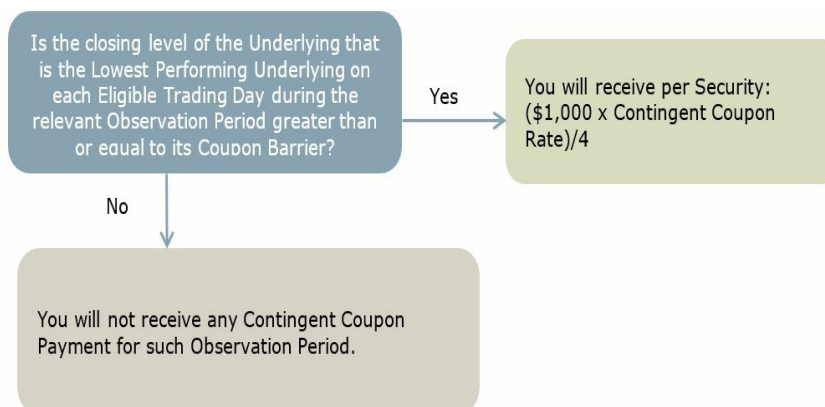 Is the closing level of the Underlying that
is the Lowest Performing Underlying on
each Eligible Trading Day during the
relevant Observation Period greater than
or equal to its Coupon Barrier?
Yes
You will receive per Security:
($1,000 x Contingent Coupon
Rate)/4
No
You will not receive any Contingent Coupon
Payment for such Observation Period.